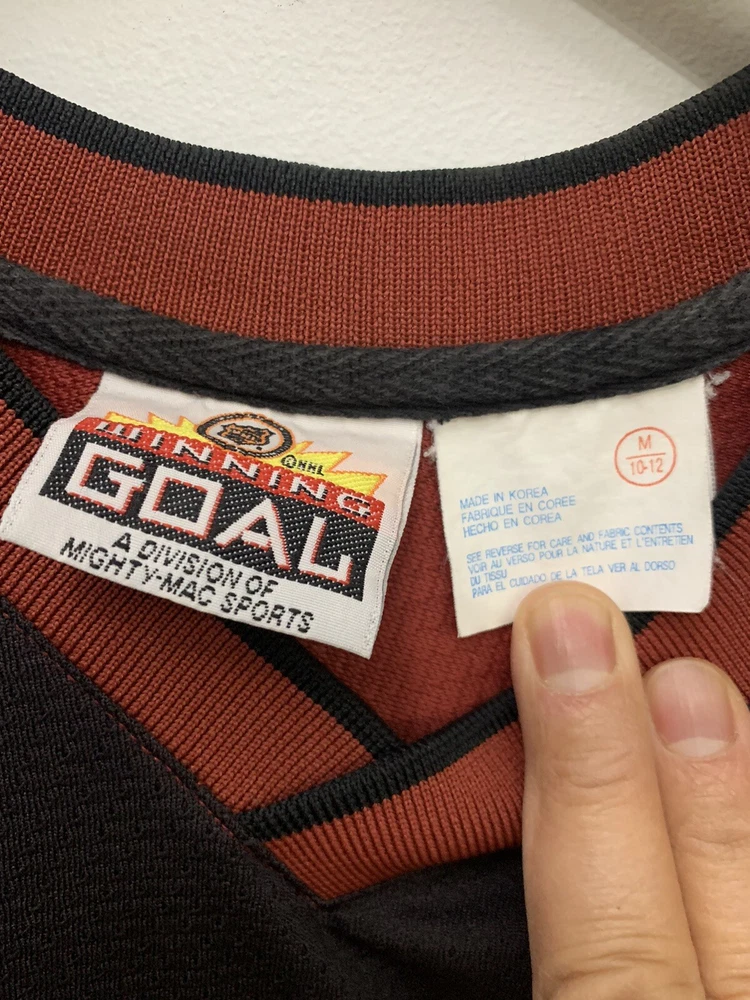 WINNING
NHL
GOAL
A DIVISION OF
MIGHTY-MAC SPORTS
M
10-12
MADE IN KOREA
FABRIQUE EN COREE
HECHO EN COREA
SEE REVERSE FOR CARE AND FABRIC CONTENTS
VOIR AU VERSO POUR LA NATURE ET L'ENTRETIEN
DU TISSU
PARA EL CUIDADO DE LA TELA VER AL DORSO